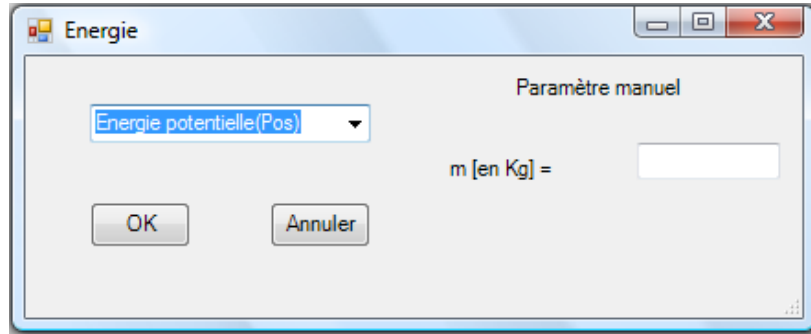 Energie
Paramètre manuel
Energie potentielle(Pos)
m [en Kg] =
OK
Annuler